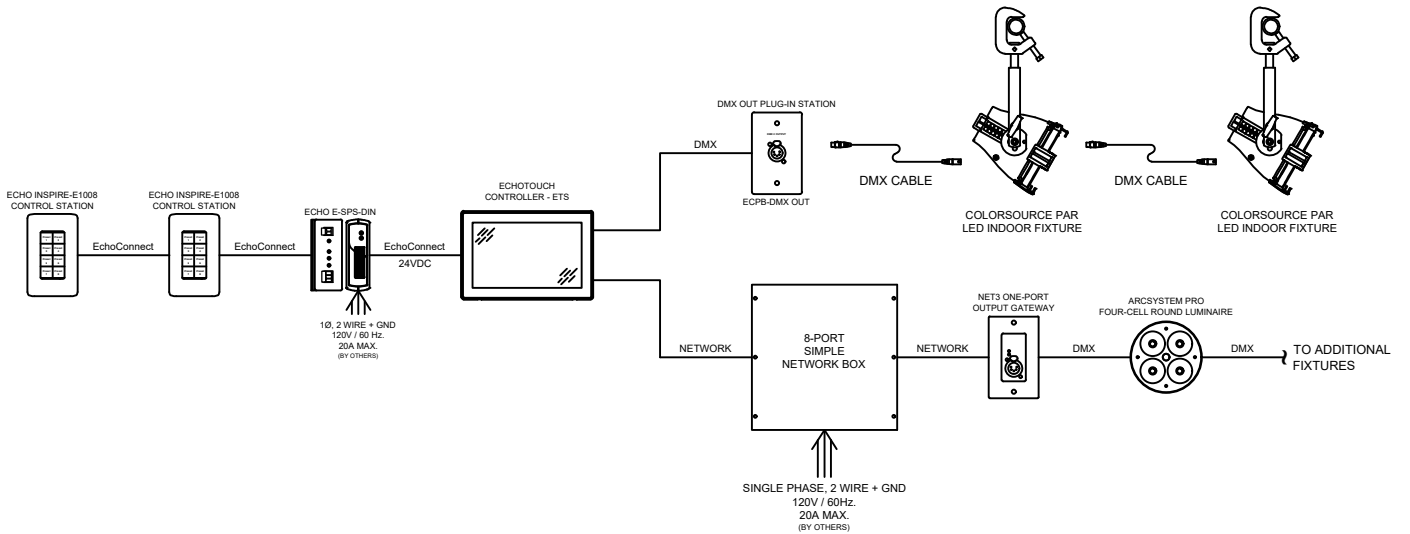 DMX OUT PLUG-IN STATION
DMX
ECPB-DMX OUT
DMX CABLE
DMX CABLE
COLORSOURCE PAR
LED INDOOR FIXTURE
COLORSOURCE PAR
LED INDOOR FIXTURE
ECHO INSPIRE-E1008
CONTROL STATION
ECHO INSPIRE-E1008
CONTROL STATION
ECHO E-SPS-DIN
ECHOTOUCH
CONTROLLER - ETS
EchoConnect
EchoConnect
EchoConnect
24VDC
1Ø, 2 WIRE + GND
120V / 60 Hz.
20A MAX.
(BY OTHERS)
NETWORK
8-PORT
SIMPLE
NETWORK BOX
NETWORK
NET3 ONE-PORT
OUTPUT GATEWAY
DMX
ARCSYSTEM PRO
FOUR-CELL ROUND LUMINAIRE
DMX
TO ADDITIONAL
FIXTURES
SINGLE PHASE, 2 WIRE + GND
120V / 60Hz.
20A MAX.
(BY OTHERS)